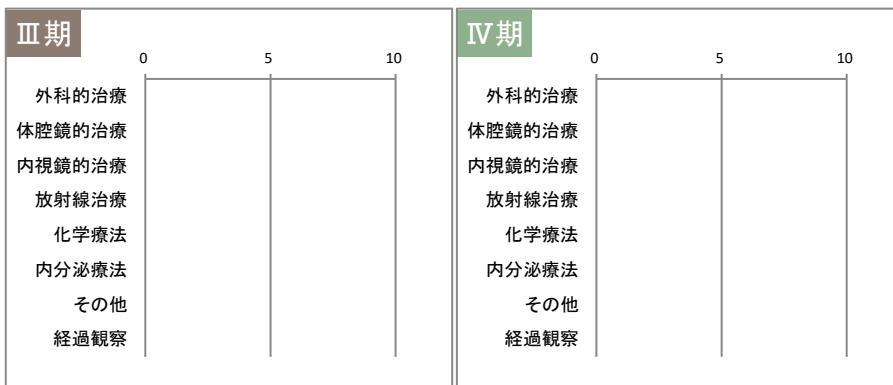 Ⅲ期
0 5 10
外科的治療
体腔鏡的治療
内視鏡的治療
放射線治療
化学療法
内分泌療法
その他
経過観察
Ⅳ期
0 5 10
外科的治療
体腔鏡的治療
内視鏡的治療
放射線治療
化学療法
内分泌療法
その他
経過観察